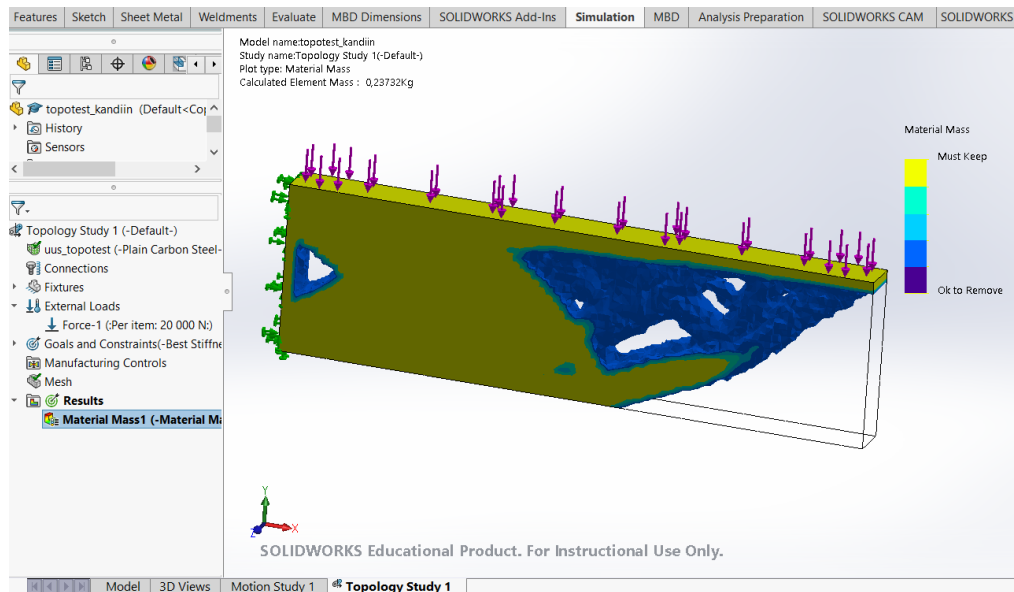 Features Sketch Sheet Metal Weldments Evaluate MBD Dimensions SOLIDWORKS Add-Ins Simulation MBD Analysis Preparation SOLIDWORKS CAM SOLIDWORKS
Model name:topotest_kandiin
Study name:Topology Study 1(-Default-)
Plot type: Material Mass
Calculated Element Mass : 0,23732Kg
topotest_kandiin (Default<Co
History
Sensors
Topology Study 1 (-Default-)
uus_topotest (-Plain Carbon Steel-
Connections
Fixtures
External Loads
Force-1 (:Per item: 20 000 N:)
Goals and Constraints(-Best Stiffne
Manufacturing Controls
Mesh
Results
Material Mass1 (-Material Ma
Material Mass
Must Keep
Ok to Remove
Y
X
Z
SOLIDWORKS Educational Product. For Instructional Use Only.
Model 3D Views Motion Study 1 Topology Study 1